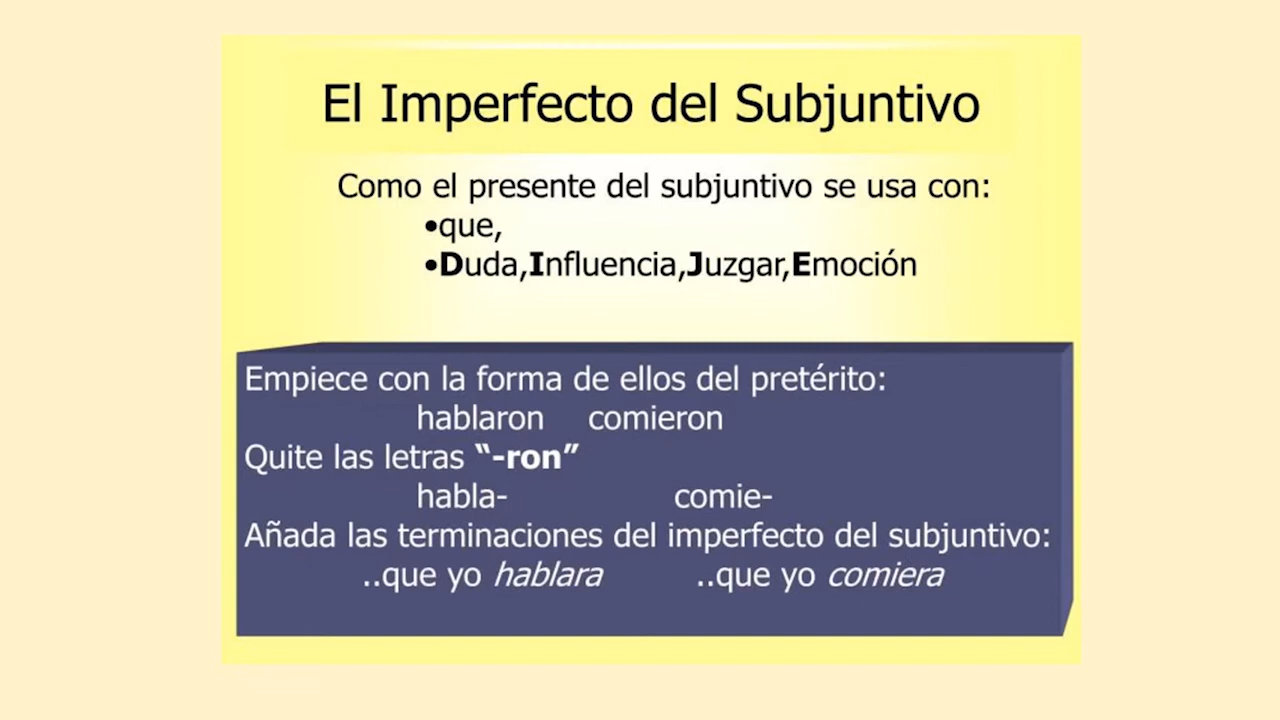 El Imperfecto del Subjuntivo
Como el presente del subjuntivo se usa con:
•que,
•Duda,Influencia,Juzgar,Emoción
Empiece con la forma de ellos del pretérito:
hablaron comieron
Quite las letras “-ron”
habla- comie-
Añada las terminaciones del imperfecto del subjuntivo:
..que yo hablara ..que yo comiera